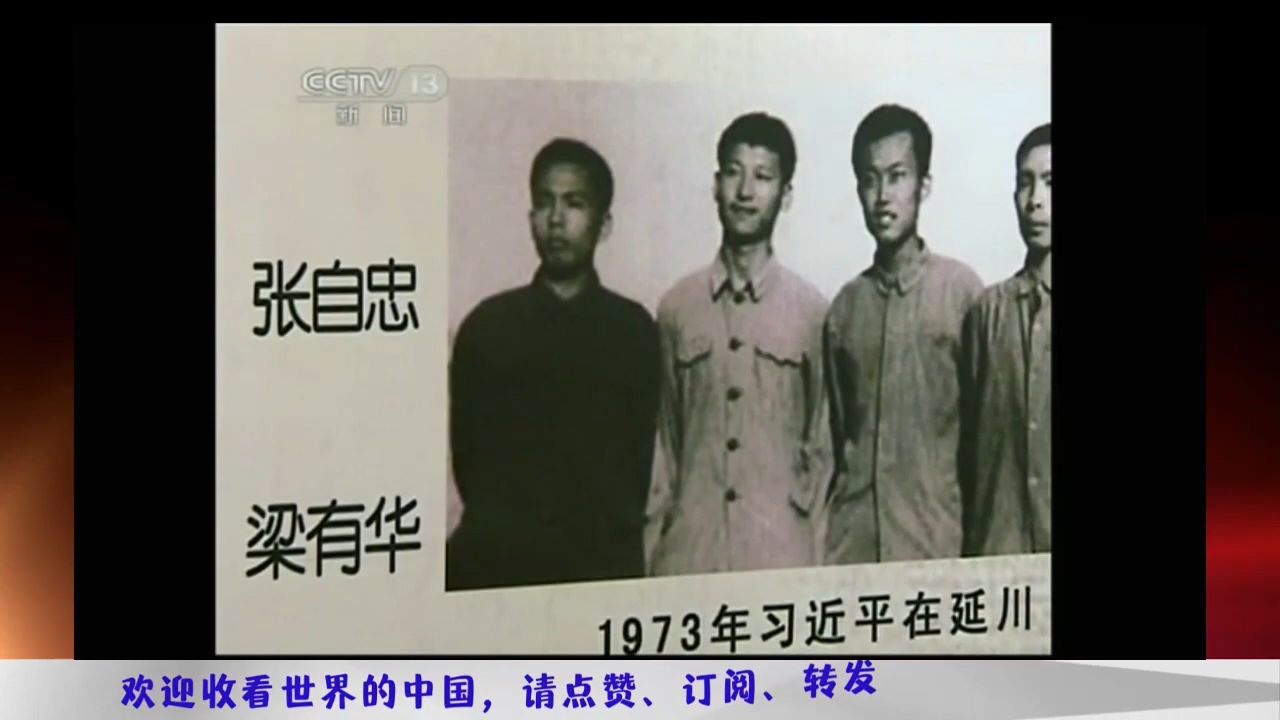 CCTV 13
新闻
张自忠
梁有华
1973年习近平在延川
欢迎收看世界的中国，请点赞、订阅、转发